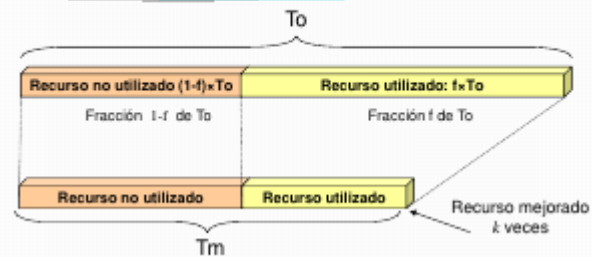 To
Recurso no utilizado (1-f)×To Recurso utilizado: f×To
Fracción 1-f de To Fracción f de To
Recurso no utilizado Recurso utilizado
Recurso mejorado
k veces
Tm